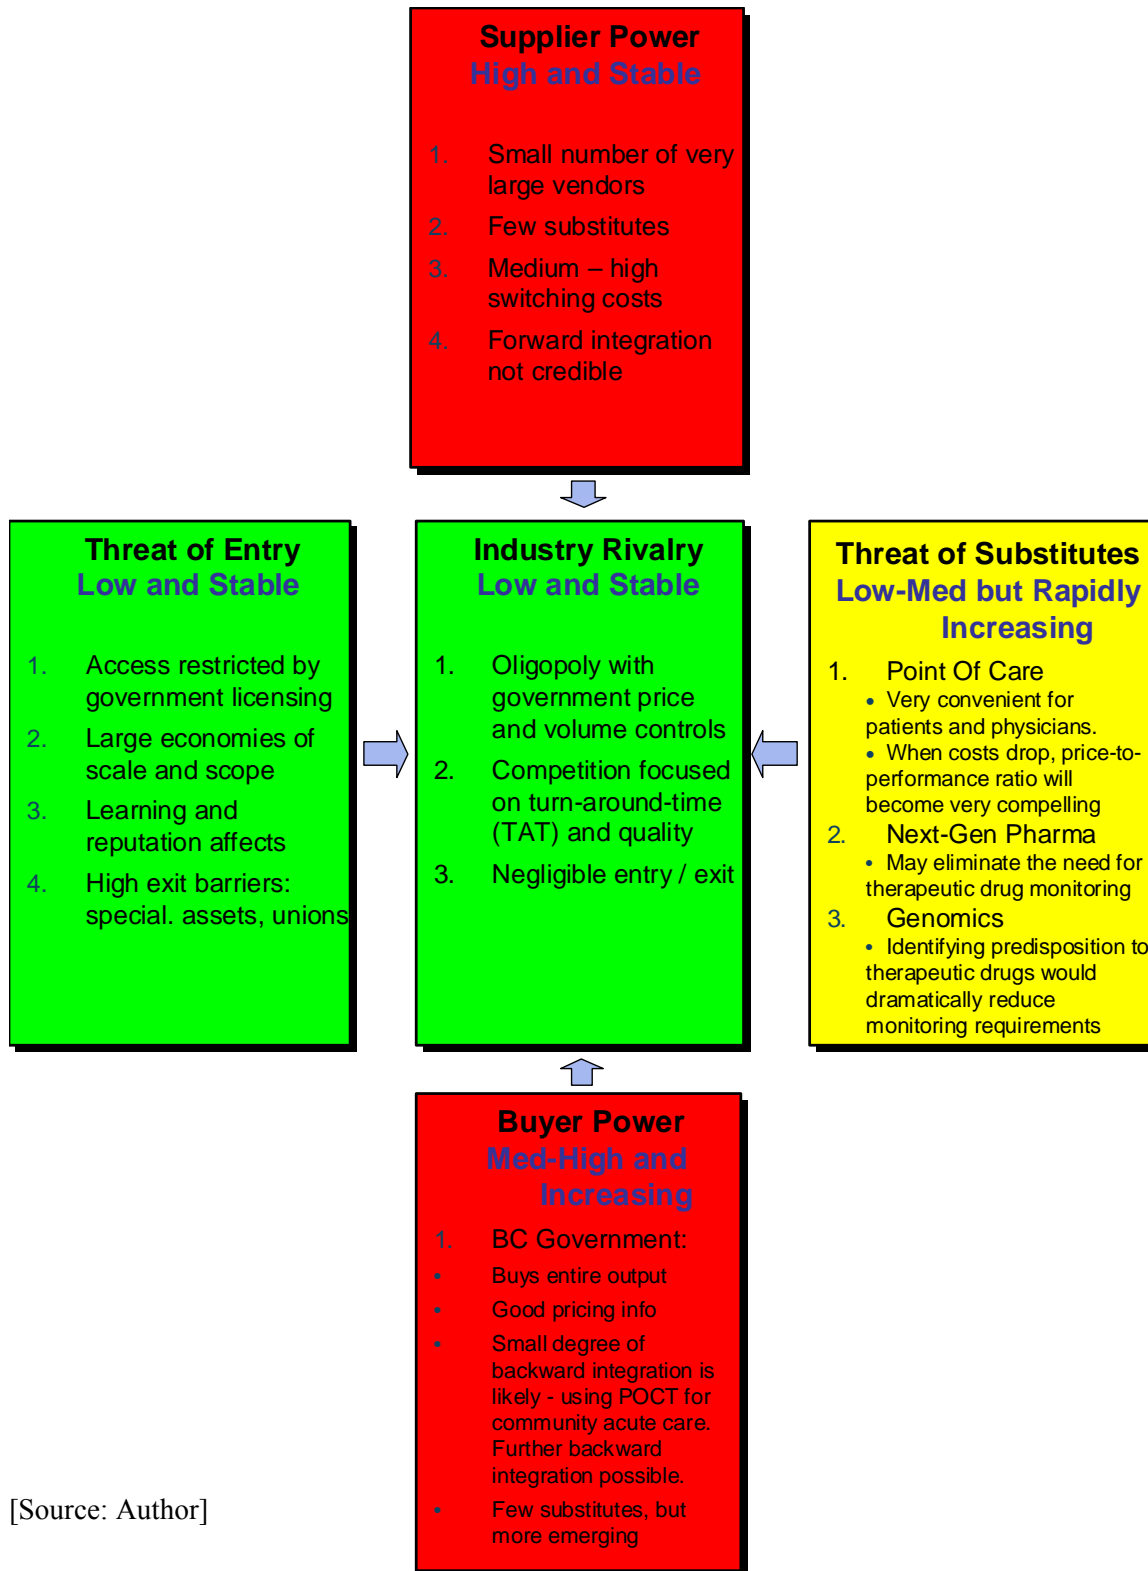 Supplier Power
High and Stable
1. Small number of very
large vendors
2. Few substitutes
3. Medium – high
switching costs
4. Forward integration
not credible
Threat of Entry
Low and Stable
1. Access restricted by
government licensing
2. Large economies of
scale and scope
3. Learning and
reputation affects
4. High exit barriers:
special. assets, unions
Industry Rivalry
Low and Stable
1. Oligopoly with
government price
and volume controls
2. Competition focused
on turn-around-time
(TAT) and quality
3. Negligible entry / exit
Threat of Substitutes
Low-Med but Rapidly
Increasing
1. Point Of Care
• Very convenient for
patients and physicians.
• When costs drop, price-to-
performance ratio will
become very compelling
2. Next-Gen Pharma
• May eliminate the need for
therapeutic drug monitoring
3. Genomics
• Identifying predisposition to
therapeutic drugs would
dramatically reduce
monitoring requirements
Buyer Power
Med-High and
Increasing
1. BC Government:
• Buys entire output
• Good pricing info
• Small degree of
backward integration is
likely - using POCT for
community acute care.
Further backward
integration possible.
• Few substitutes, but
more emerging
[Source: Author]